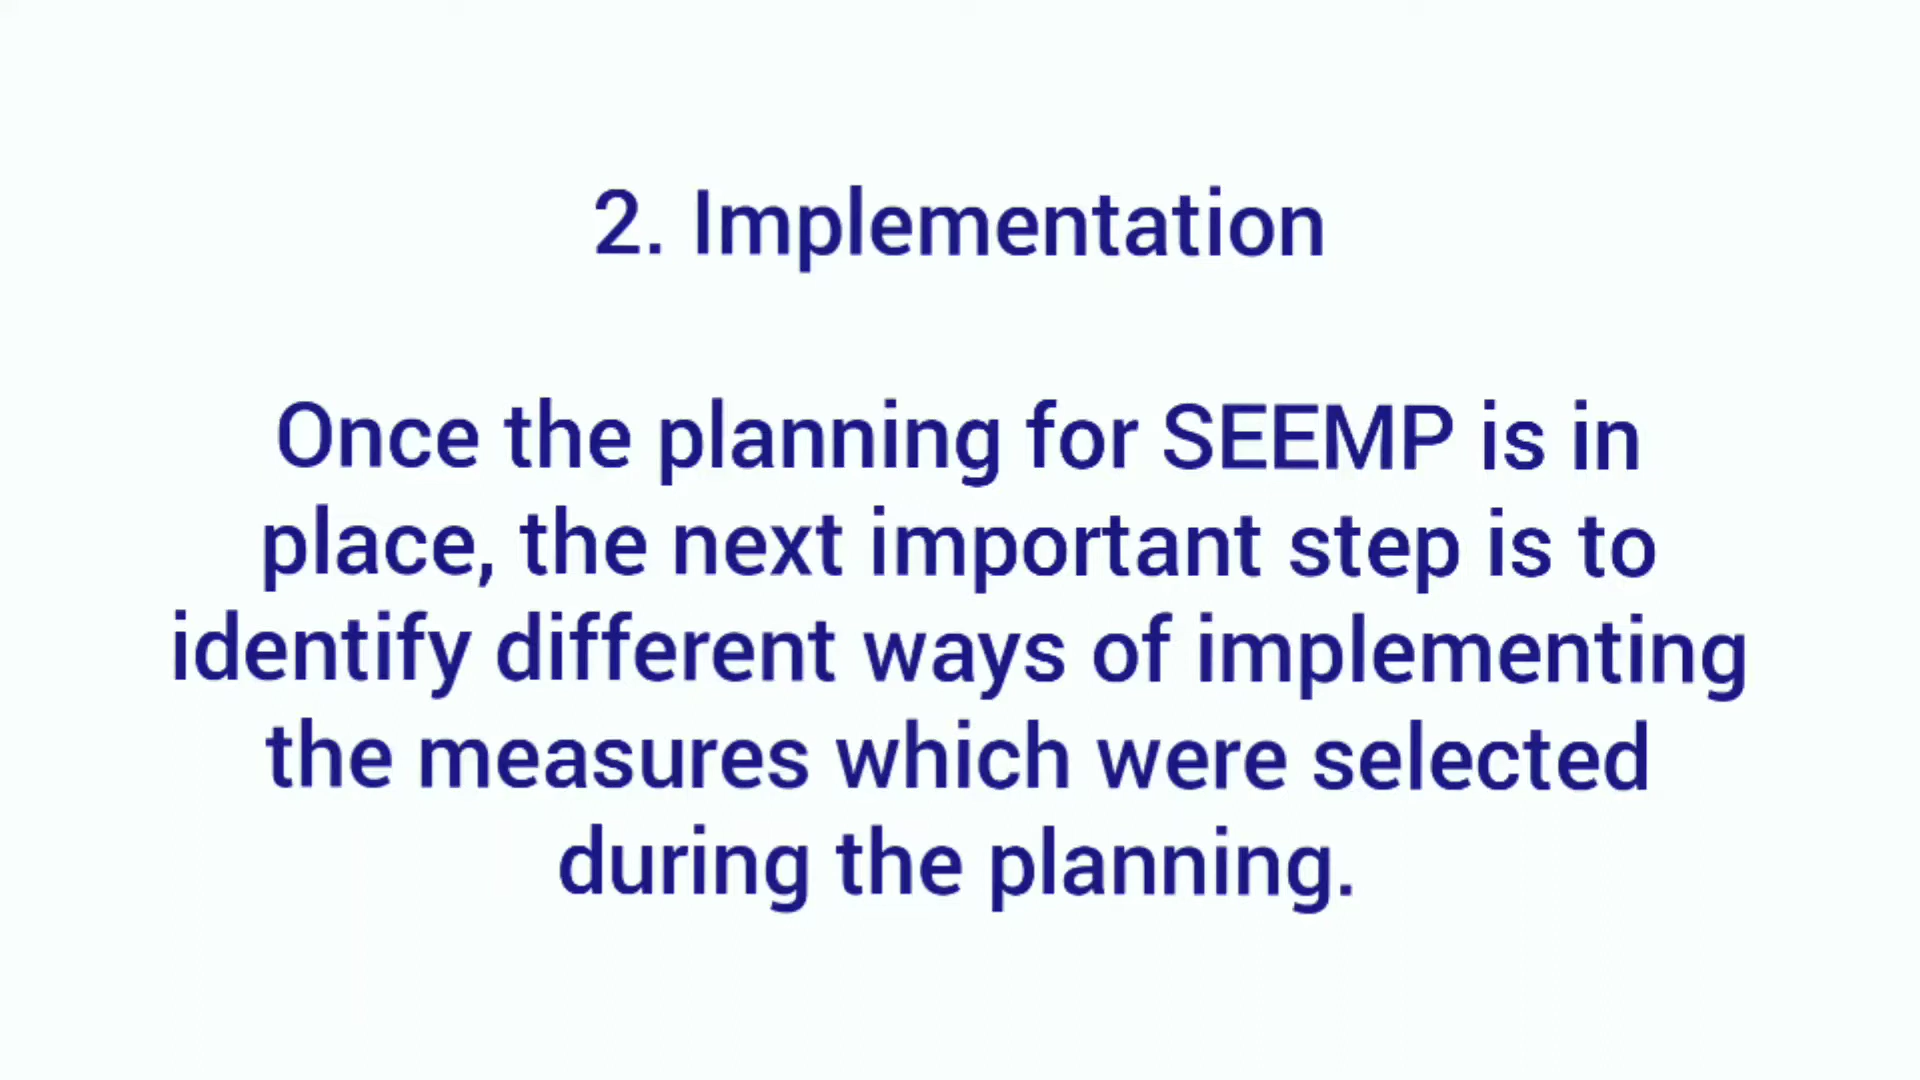 2. Implementation
Once the planning for SEEMP is in
place, the next important step is to
identify different ways of implementing
the measures which were selected
during the planning.